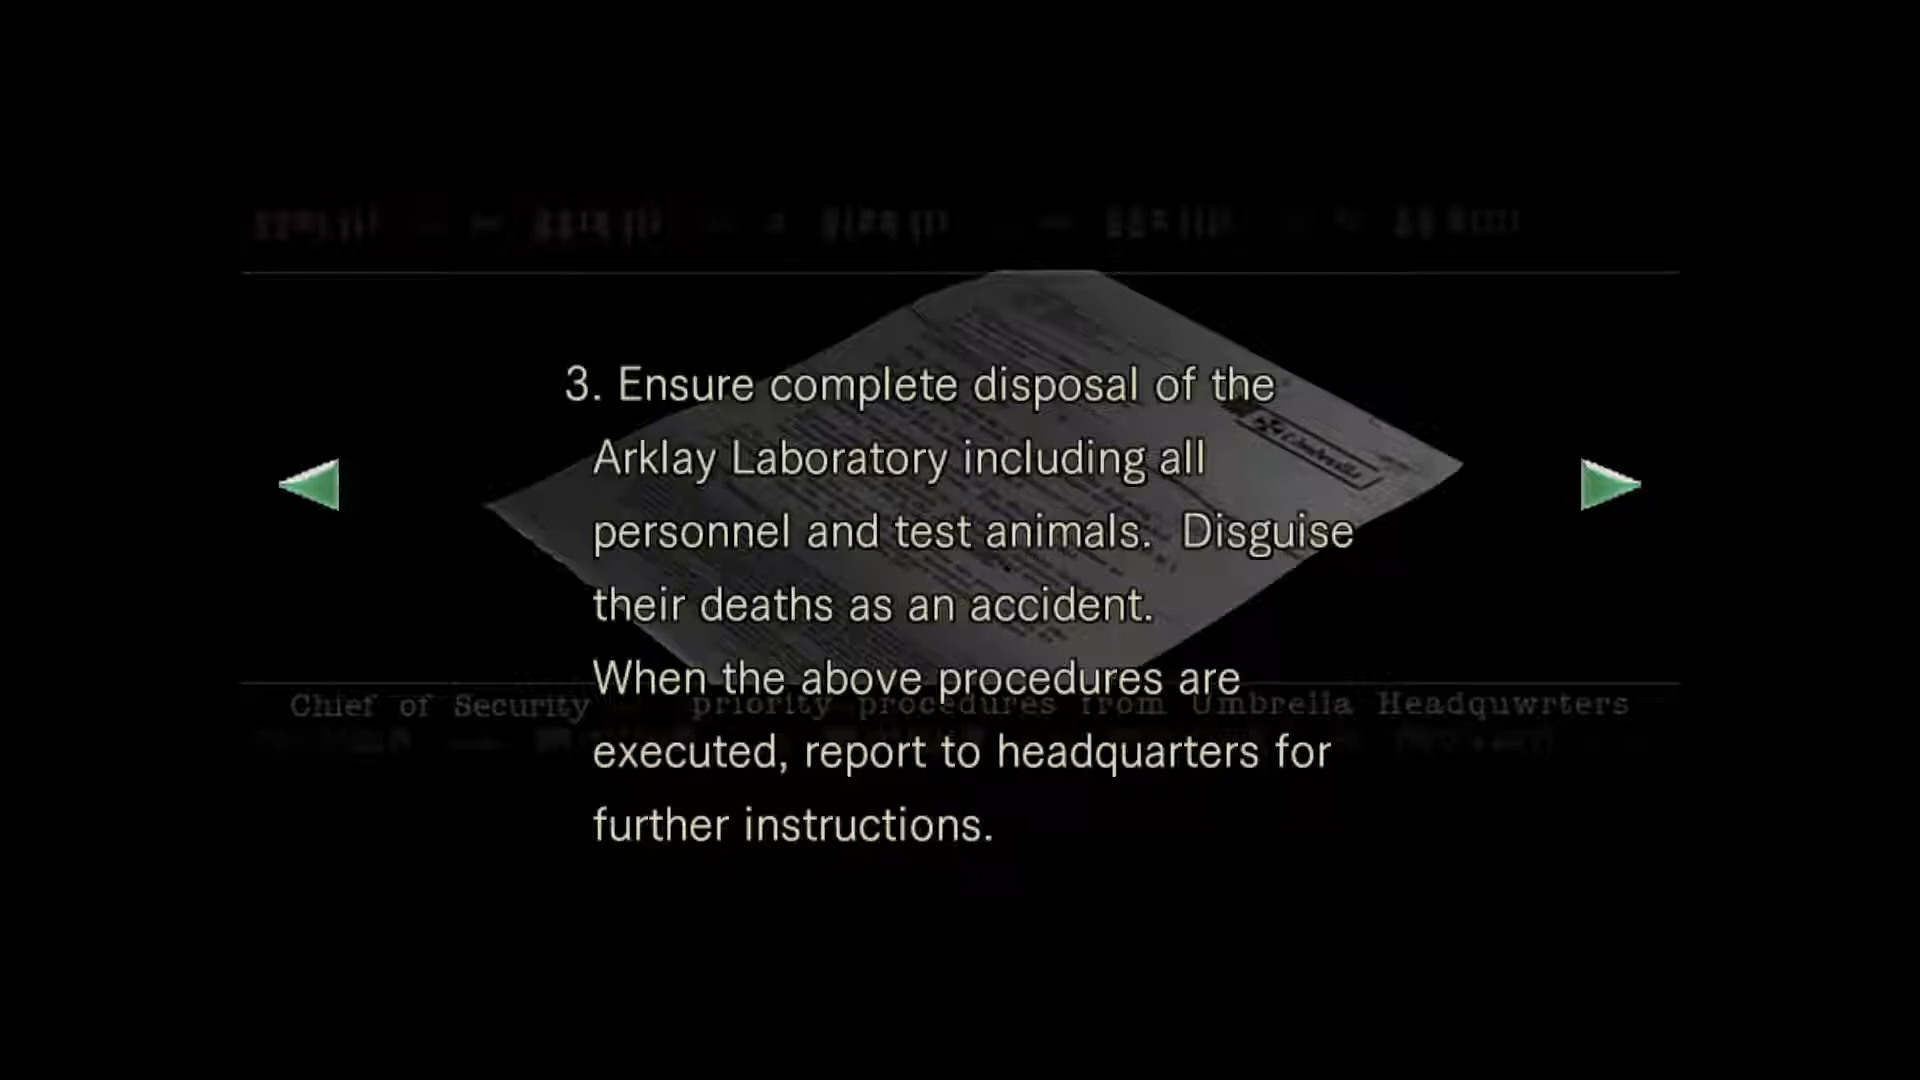 3. Ensure complete disposal of the
Arklay Laboratory including all
personnel and test animals.  Disguise
their deaths as an accident.
When the above procedures are
Chief of Security priority procedures from Umbrella Headquwrters
executed, report to headquarters for
further instructions.